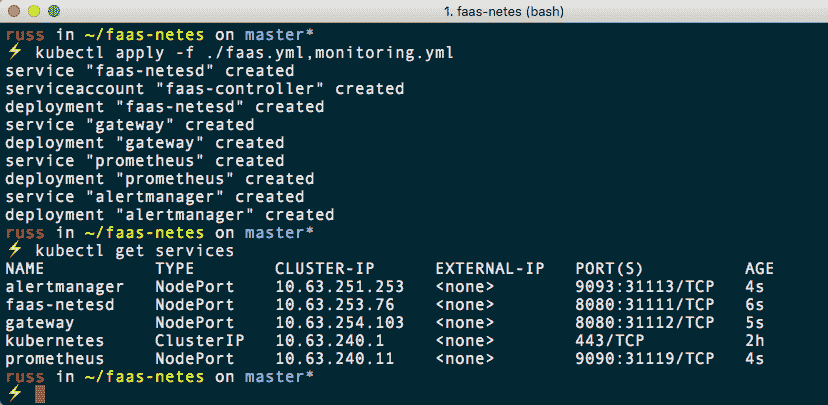 1. faas-netes (bash)
russ in ~/faas-netes on master*
⚡ kubectl apply -f ./faas.yml,monitoring.yml
service "faas-netesd" created
serviceaccount "faas-controller" created
deployment "faas-netesd" created
service "gateway" created
deployment "gateway" created
service "prometheus" created
deployment "prometheus" created
service "alertmanager" created
deployment "alertmanager" created
russ in ~/faas-netes on master*
⚡ kubectl get services
NAME TYPE CLUSTER-IP EXTERNAL-IP PORT(S) AGE
alertmanager NodePort 10.63.251.253 <none> 9093:31113/TCP 4s
faas-netesd NodePort 10.63.253.76 <none> 8080:31111/TCP 6s
gateway NodePort 10.63.254.103 <none> 8080:31112/TCP 5s
kubernetes ClusterIP 10.63.240.1 <none> 443/TCP 2h
prometheus NodePort 10.63.240.11 <none> 9090:31119/TCP 4s
russ in ~/faas-netes on master*
⚡